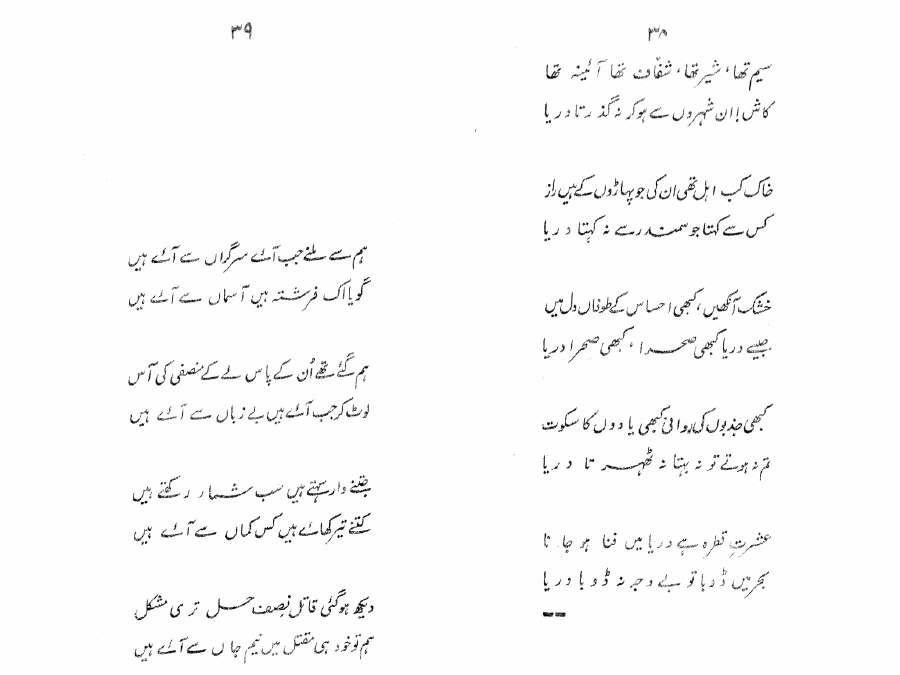 ۳۸
سیم تھا، شیر تھا، شفّاف تھا آئینہ تھا
کاش! ان شہروں سے ہوکر نہ گذرتا دریا
خاک کب اہل تھی ان کی جو پہاڑوں کے ہیں راز
کس سے کہتا جو سمندر سے نہ کہتا دریا
خشک آنکھیں، کبھی احساس کے طوفاں دل میں
جیسے دریا کبھی صحرا، کبھی صحرا دریا
کبھی جذبوں کی روانی کبھی یادوں کا سکوت
تم نہ ہوتے تو نہ بہتا نہ ٹھہرتا دریا
عشرتِ قطرہ ہے دریا میں فنا ہو جانا
بحر میں ڈوبا تو بے وجہ نہ ڈوبا دریا
۳۹
ہم سے ملنے جب آئے سرگراں سے آئے ہیں
گویا اک فرشتہ ہیں آسماں سے آئے ہیں
ہم گئے تھے اُن کے پاس لے کے منصفی کی آس
لوٹ کر جب آئے ہیں بے زباں سے آئے ہیں
جتنے وار سہتے ہیں سب شمار رکھتے ہیں
کتنے تیر کھائے ہیں کس کماں سے آئے ہیں
دیکھ ہوگئی قاتل نصف حل تری مشکل
ہم تو خود ہی مقتل میں نیم جاں سے آئے ہیں